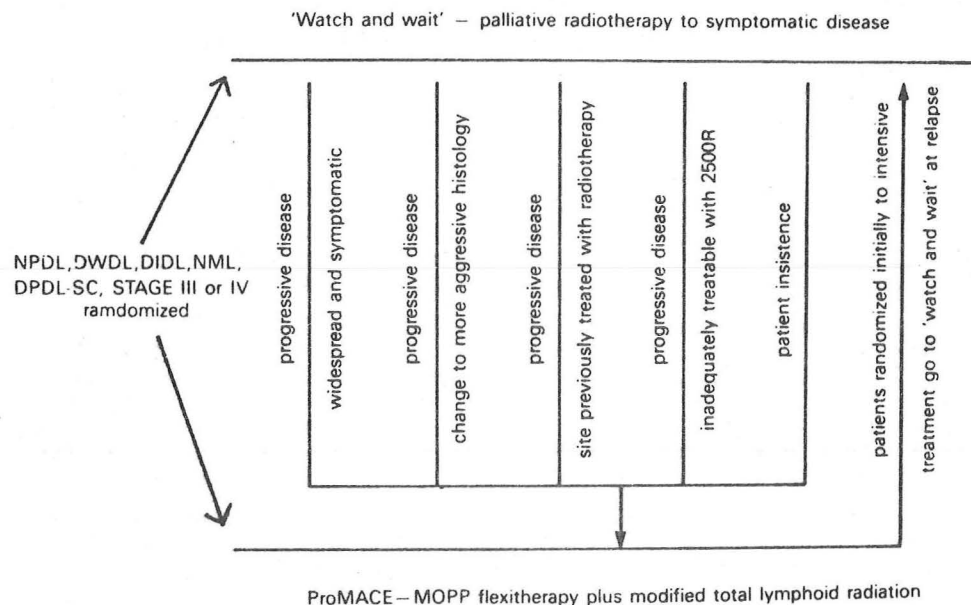 'Watch and wait' — palliative radiotherapy to symptomatic disease
NPDL,DWDL,DIDL,NML,
DPDL-SC, STAGE III or IV
ramdomized
progressive disease
widespread and symptomatic
progressive disease
change to more aggressive histology
progressive disease
site previously treated with radiotherapy
progressive disease
inadequately treatable with 2500R
patient insistence
patients randomized initially to intensive
treatment go to 'watch and wait' at relapse
ProMACE—MOPP flexitherapy plus modified total lymphoid radiation